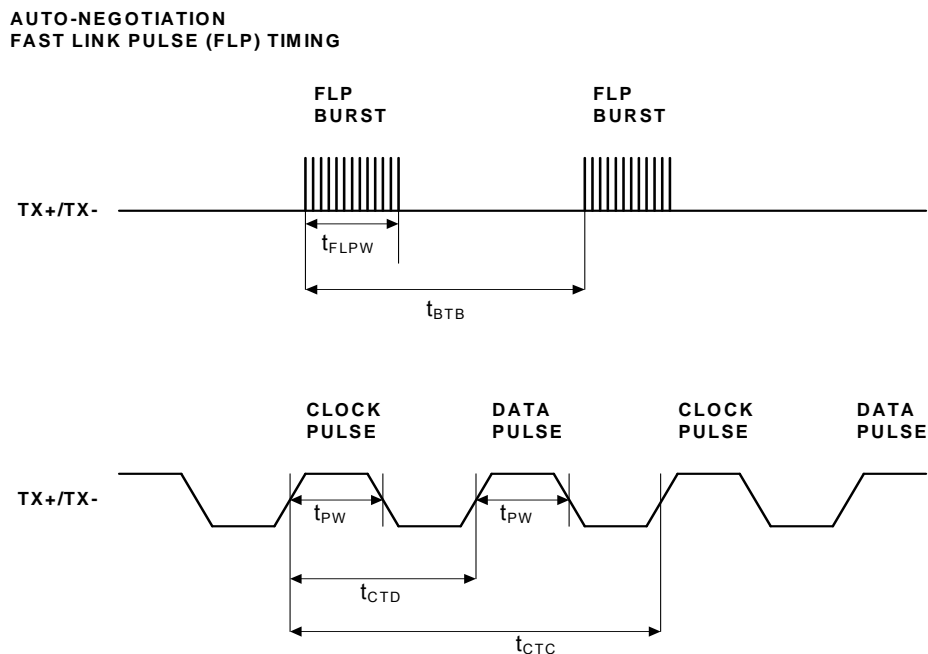 AUTO-NEGOTIATION
FAST LINK PULSE (FLP) TIMING
FLP
BURST
FLP
BURST
TX+/TX-
tFLPW
tBTB
CLOCK
PULSE
DATA
PULSE
CLOCK
PULSE
DATA
PULSE
TX+/TX-
tPW
tPW
tCTD
tCTC